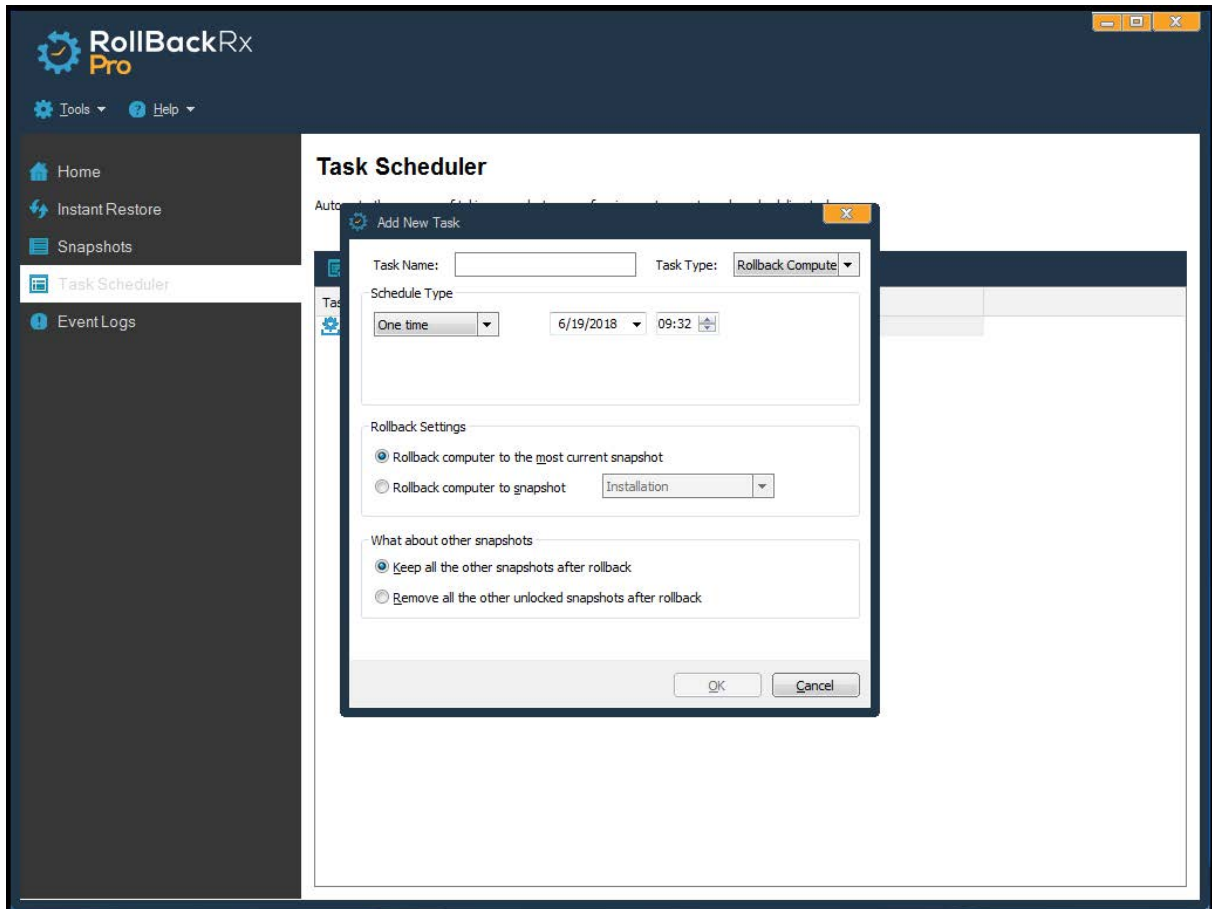 RollBackRx
Pro
Tools
Help
Home
Instant Restore
Snapshots
Task Scheduler
Event Logs
Task Scheduler
Auto
Add New Task
Task Name:
Task Type:
Rollback Compute
Schedule Type
One time
6/19/2018
09:32
Rollback Settings
Rollback computer to the most current snapshot
Rollback computer to snapshot
Installation
What about other snapshots
Keep all the other snapshots after rollback
Remove all the other unlocked snapshots after rollback
OK
Cancel
Tas